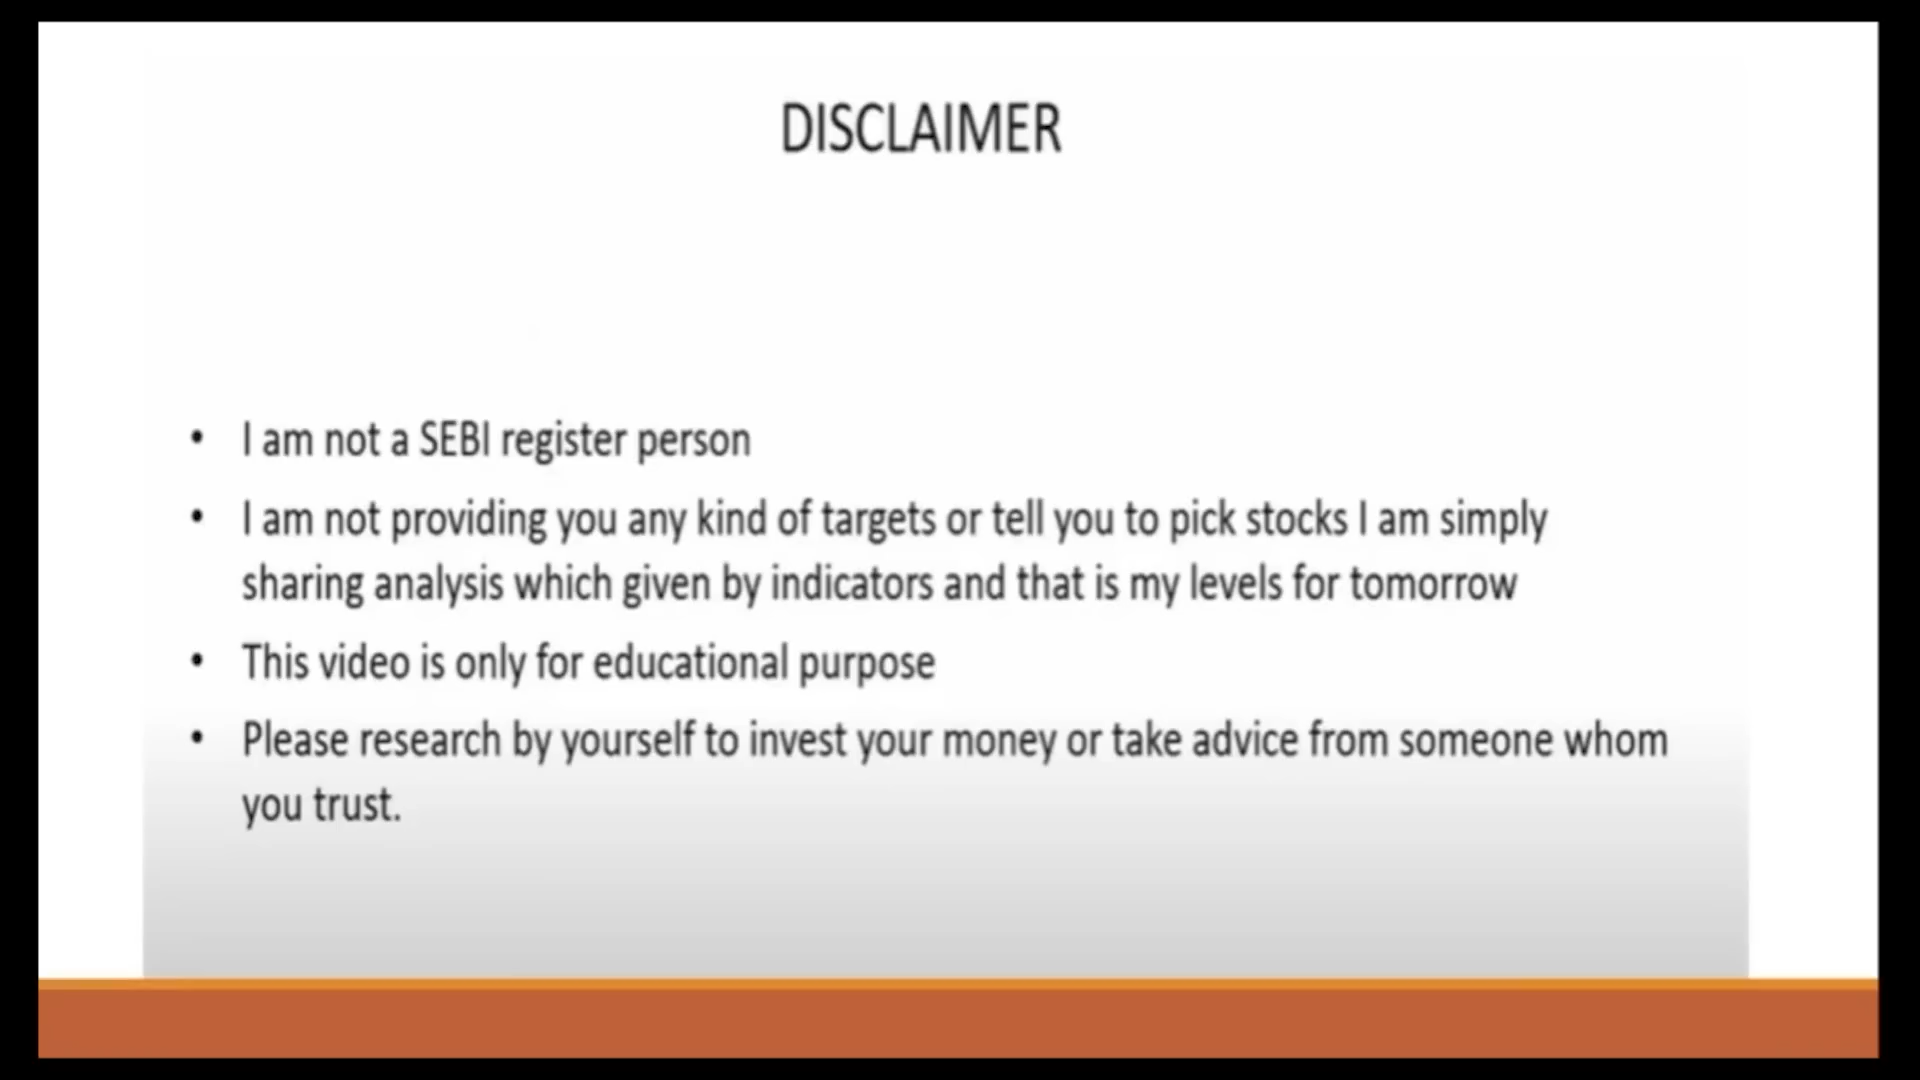 DISCLAIMER
• I am not a SEBI register person
• I am not providing you any kind of targets or tell you to pick stocks I am simply
sharing analysis which given by indicators and that is my levels for tomorrow
• This video is only for educational purpose
• Please research by yourself to invest your money or take advice from someone whom
you trust.